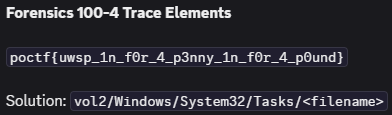 Forensics 100-4 Trace Elements
poctf{uwsp_1n_f0r_4_p3nny_1n_f0r_4_p0und}
Solution: vol2/Windows/System32/Tasks/<filename>